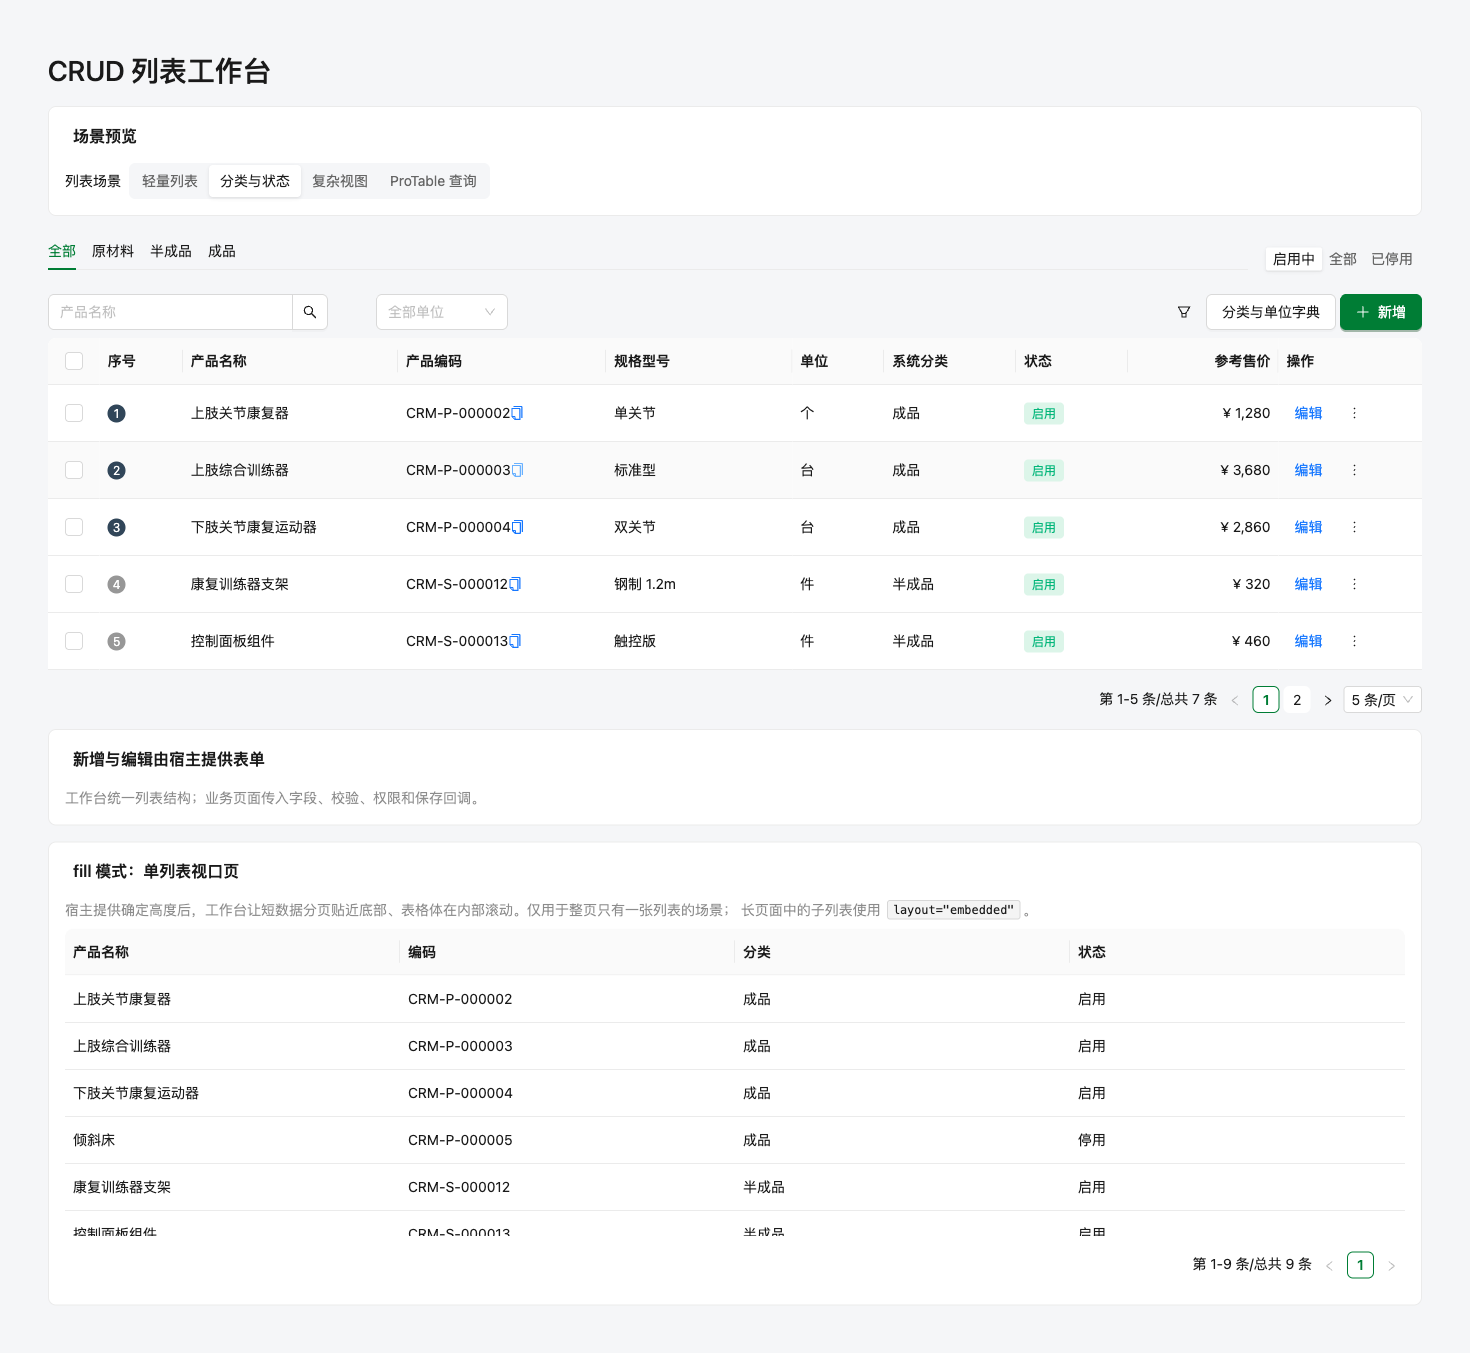 CRUD 列表工作台
场景预览
列表场景 轻量列表 分类与状态 复杂视图 ProTable 查询
全部 原材料 半成品 成品
启用中 全部 已停用
产品名称 全部单位 分类与单位字典 新增
序号 产品名称 产品编码 规格型号 单位 系统分类 状态 参考售价 操作
1 上肢关节康复器 CRM-P-000002 单关节 个 成品 启用 ¥ 1,280 编辑
2 上肢综合训练器 CRM-P-000003 标准型 台 成品 启用 ¥ 3,680 编辑
3 下肢关节康复运动器 CRM-P-000004 双关节 台 成品 启用 ¥ 2,860 编辑
4 康复训练器支架 CRM-S-000012 钢制 1.2m 件 半成品 启用 ¥ 320 编辑
5 控制面板组件 CRM-S-000013 触控版 件 半成品 启用 ¥ 460 编辑
第 1-5 条/总共 7 条 1 2 5 条/页
新增与编辑由宿主提供表单
工作台统一列表结构；业务页面传入字段、校验、权限和保存回调。
fill 模式：单列表视口页
宿主提供确定高度后，工作台让短数据分页贴近底部、表格体在内部滚动。仅用于整页只有一张列表的场景； 长页面中的子列表使用 layout="embedded" 。
产品名称 编码 分类 状态
上肢关节康复器 CRM-P-000002 成品 启用
上肢综合训练器 CRM-P-000003 成品 启用
下肢关节康复运动器 CRM-P-000004 成品 启用
倾斜床 CRM-P-000005 成品 停用
康复训练器支架 CRM-S-000012 半成品 启用
控制面板组件 CRM-S-000013 半成品 启用
第 1-9 条/总共 9 条 1